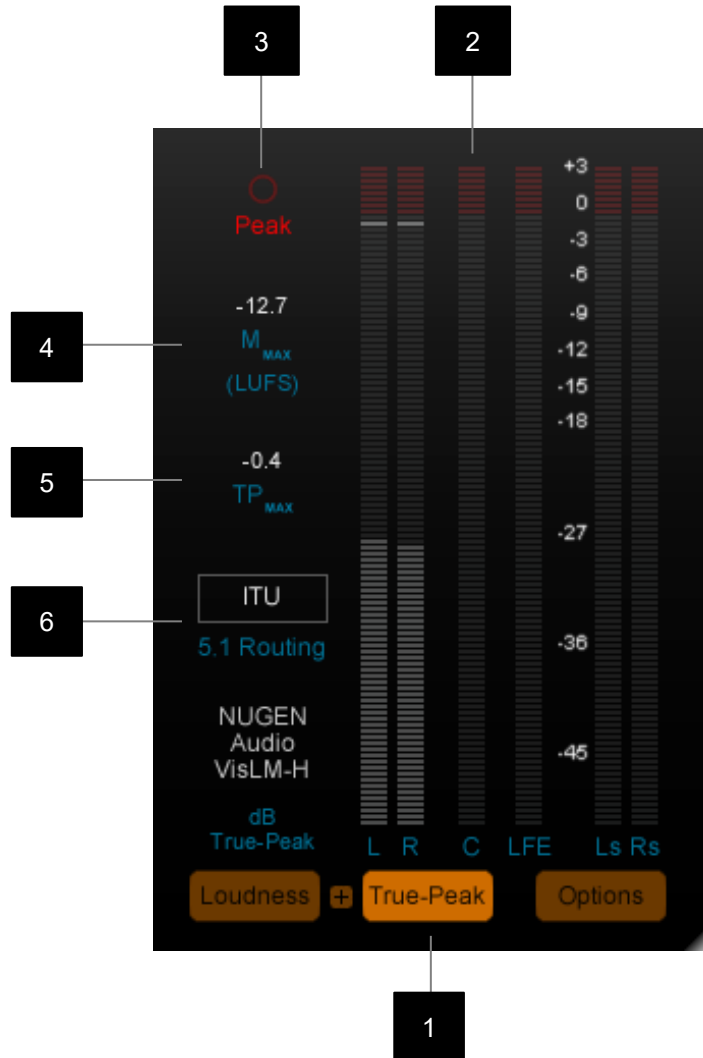 3
2
Peak
+3
0
-3
-6
-9
-12
-15
-18
-27
-36
-45
4
-12.7
M MAX
(LUFS)
5
-0.4
TP MAX
6
ITU
5.1 Routing
NUGEN
Audio
VisLM-H
dB
True-Peak
L R C LFE Ls Rs
Loudness + True-Peak Options
1